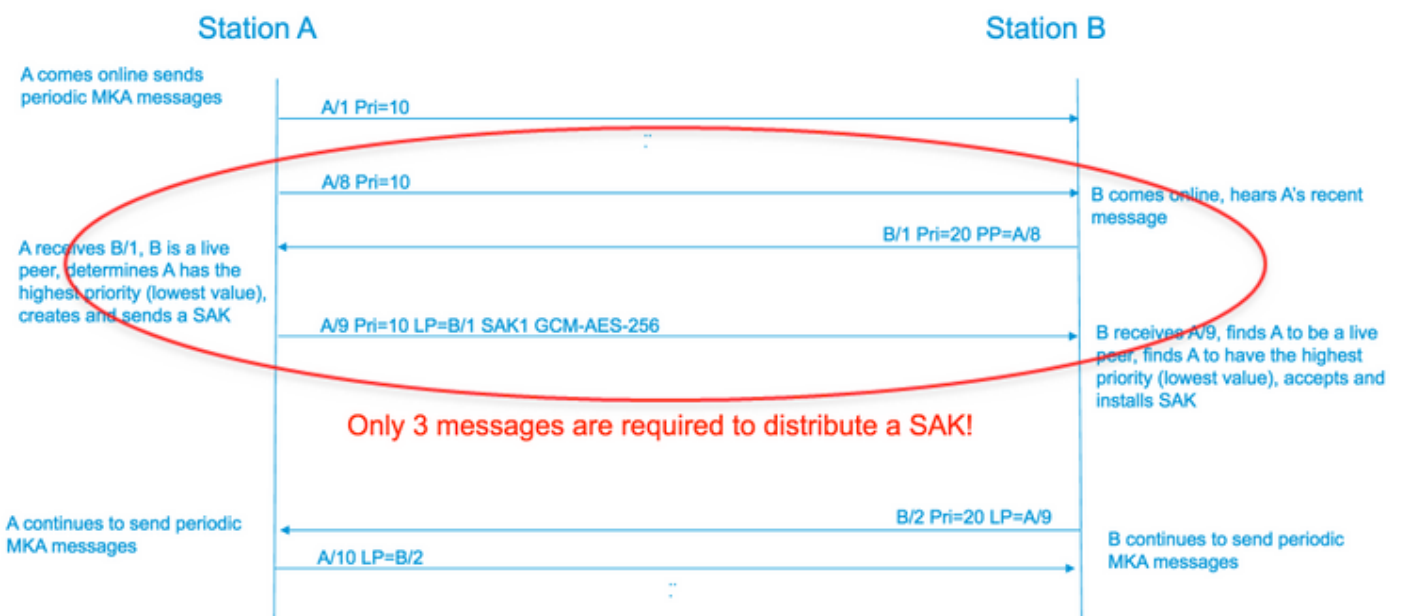 Station A
Station B
A comes online sends
periodic MKA messages
A/1 Pri=10
A/8 Pri=10
B comes online, hears A's recent
message
B/1 Pri=20 PP=A/8
A receives B/1, B is a live
peer, determines A has the
highest priority (lowest value),
creates and sends a SAK
A/9 Pri=10 LP=B/1 SAK1 GCM-AES-256
B receives A/9, finds A to be a live
peer, finds A to have the highest
priority (lowest value), accepts and
installs SAK
Only 3 messages are required to distribute a SAK!
B/2 Pri=20 LP=A/9
A continues to send periodic
MKA messages
B continues to send periodic
MKA messages
A/10 LP=B/2